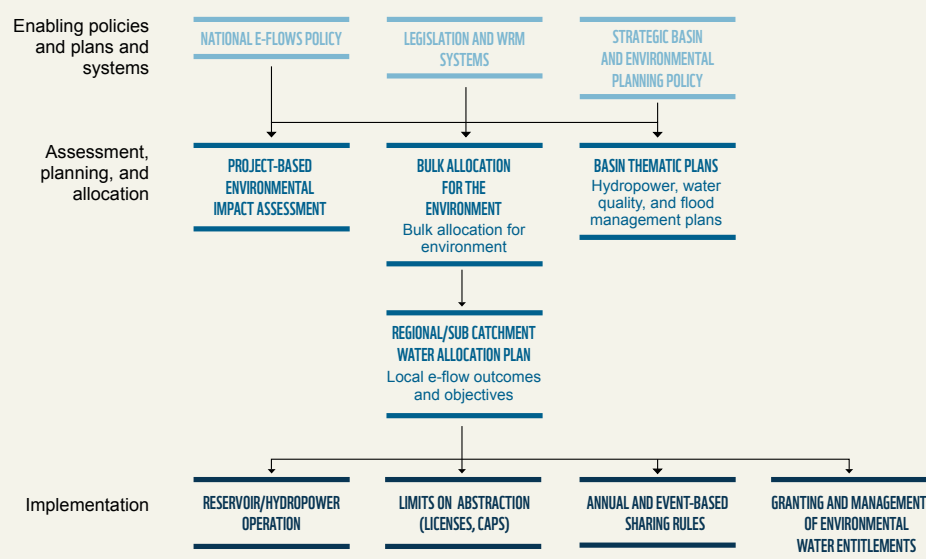 Enabling policies
and plans and
systems
NATIONAL E-FLOWS POLICY
LEGISLATION AND WRM
SYSTEMS
STRATEGIC BASIN
AND ENVIRONMENTAL
PLANNING POLICY
Assessment,
planning, and
allocation
PROJECT-BASED
ENVIRONMENTAL
IMPACT ASSESSMENT
BULK ALLOCATION
FOR THE
ENVIRONMENT
Bulk allocation for
environment
BASIN THEMATIC PLANS
Hydropower, water
quality, and flood
management plans
REGIONAL/SUB CATCHMENT
WATER ALLOCATION PLAN
Local e-flow outcomes
and objectives
Implementation
RESERVOIR/HYDROPOWER
OPERATION
LIMITS ON ABSTRACTION
(LICENSES, CAPS)
ANNUAL AND EVENT-BASED
SHARING RULES
GRANTING AND MANAGEMENT
OF ENVIRONMENTAL
WATER ENTITLEMENTS